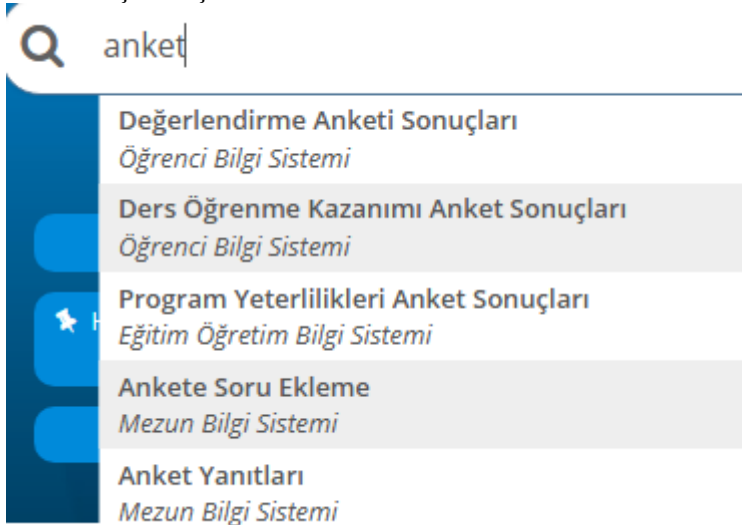 anket
Değerlendirme Anketi Sonuçları
Öğrenci Bilgi Sistemi
Ders Öğrenme Kazanımı Anket Sonuçları
Öğrenci Bilgi Sistemi
Program Yeterlilikleri Anket Sonuçları
Eğitim Öğretim Bilgi Sistemi
Ankete Soru Ekleme
Mezun Bilgi Sistemi
Anket Yanıtları
Mezun Bilgi Sistemi